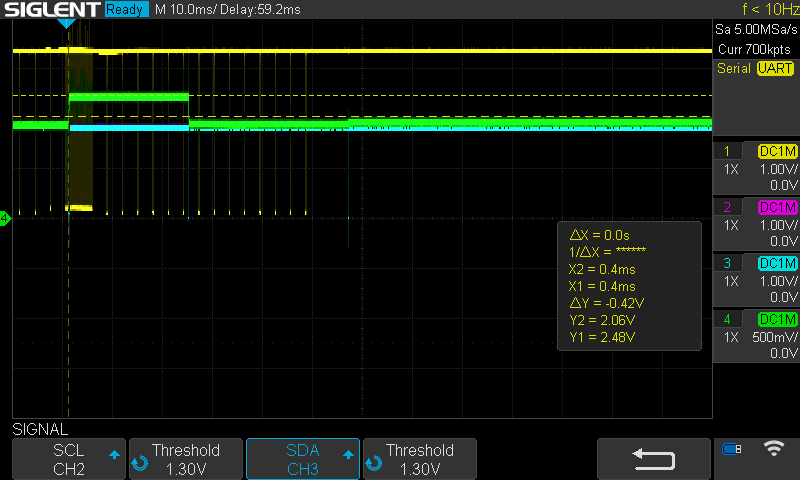 SIGLENT Ready M 10.0ms/ Delay:59.2ms f < 10Hz
Sa 5.00MSa/s
Curr 700kpts
Serial UART
1 DC1M
1X 1.00V/
0.0V
2 DC1M
1X 1.00V/
0.0V
3 DC1M
1X 1.00V/
0.0V
4 DC1M
1X 500mV/
0.0V
4
△X = 0.0s
1/△X = ******
X2 = 0.4ms
X1 = 0.4ms
△Y = -0.42V
Y2 = 2.06V
Y1 = 2.48V
SIGNAL
SCL
CH2
Threshold
1.30V
SDA
CH3
Threshold
1.30V